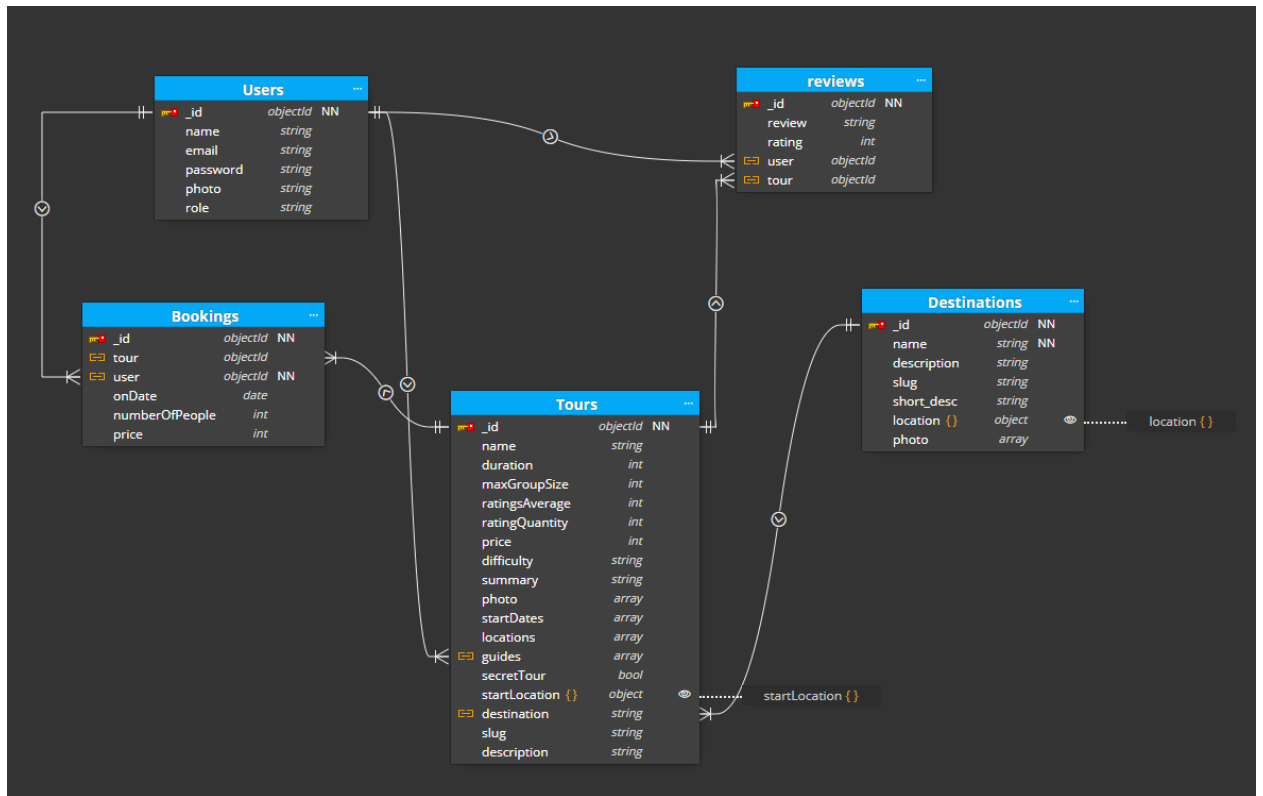 Users ...
_id objectId NN
name string
email string
password string
photo string
role string
reviews ...
_id objectId NN
review string
rating int
user objectId
tour objectId
Bookings ...
_id objectId NN
tour objectId
user objectId NN
onDate date
numberOfPeople int
price int
Tours ...
_id objectId NN
name string
duration int
maxGroupSize int
ratingsAverage int
ratingQuantity int
price int
difficulty string
summary string
photo array
startDates array
locations array
guides array
secretTour bool
startLocation { } object
destination string
slug string
description string
startLocation { }
Destinations ...
_id objectId NN
name string NN
description string
slug string
short_desc string
location { } object
photo array
location { }